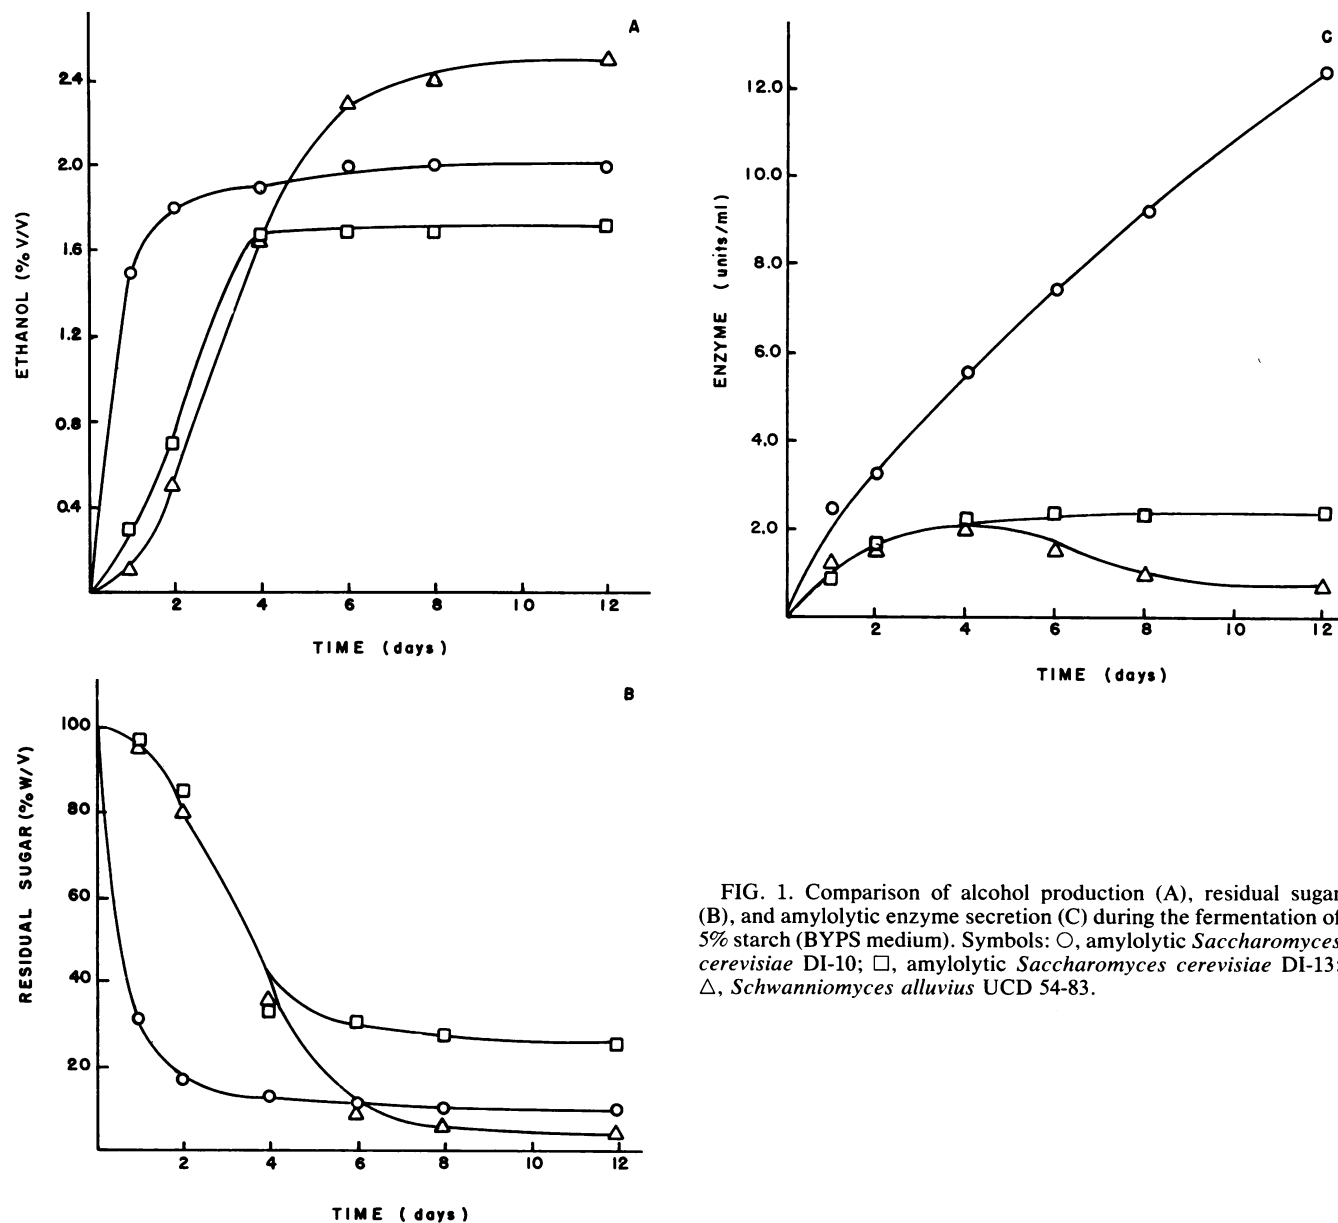 A
ETHANOL (% V/V)
2.4
2.0
1.6
1.2
0.8
0.4
2 4 6 8 10 12
TIME (days)
C
ENZYME (units/ml)
12.0
10.0
8.0
6.0
4.0
2.0
2 4 6 8 10 12
TIME (days)
B
RESIDUAL SUGAR (% W/V)
100
80
60
40
20
2 4 6 8 10 12
TIME (days)
FIG. 1. Comparison of alcohol production (A), residual sugar
(B), and amylolytic enzyme secretion (C) during the fermentation of
5% starch (BYPS medium). Symbols: ○, amylolytic Saccharomyces
cerevisiae DI-10; □, amylolytic Saccharomyces cerevisiae DI-13;
△, Schwanniomyces alluvius UCD 54-83.